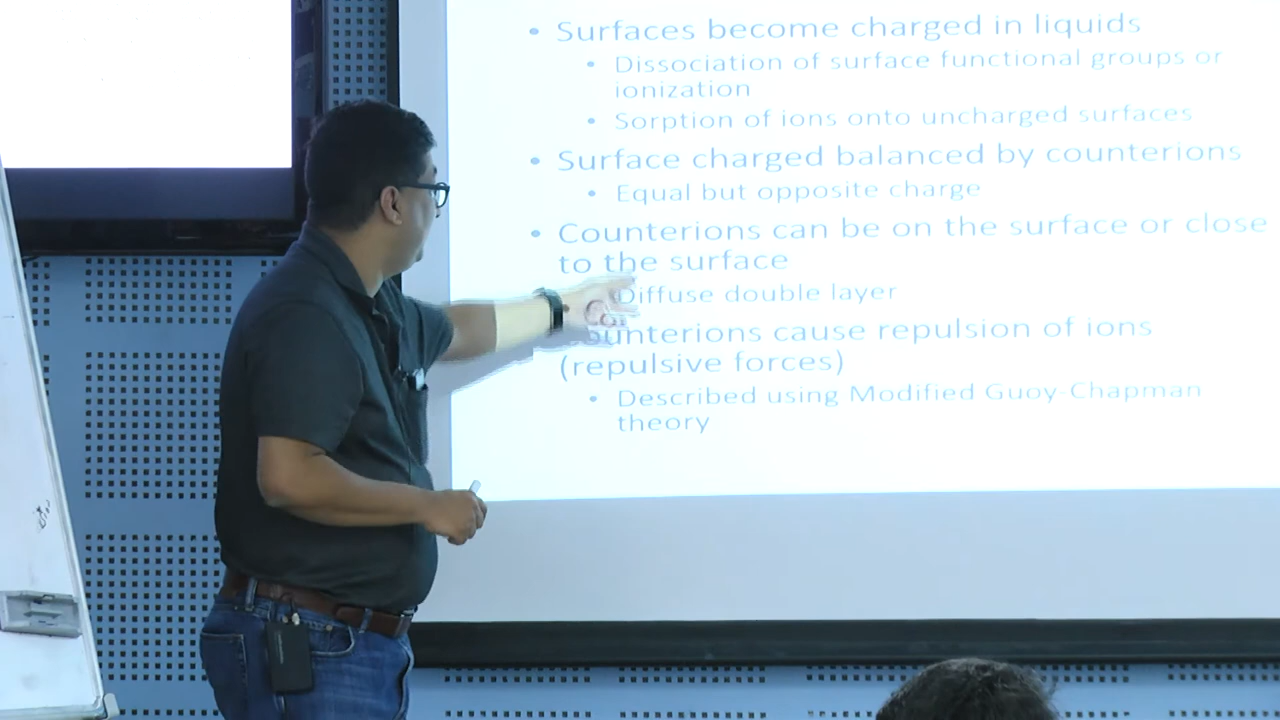 • Surfaces become charged in liquids
• Dissociation of surface functional groups or
ionization
• Sorption of ions onto uncharged surfaces
• Surface charged balanced by counterions
• Equal but opposite charge
• Counterions can be on the surface or close
to the surface
Diffuse double layer
Counterions cause repulsion of ions
(repulsive forces)
• Described using Modified Guoy-Chapman
theory